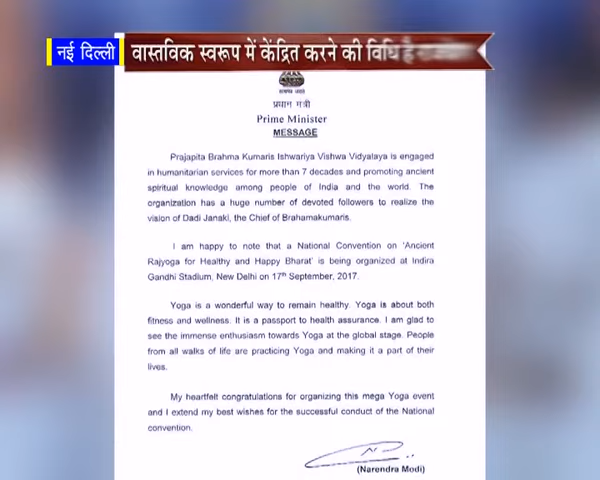 नई दिल्ली
वास्तविक स्वरूप में केंद्रित करने की विधि है
प्रधान मंत्री
Prime Minister
MESSAGE
Prajapita Brahma Kumaris Ishwariya Vishwa Vidyalaya is engaged
in humanitarian services for more than 7 decades and promoting ancient
spiritual knowledge among people of India and the world. The
organization has a huge number of devoted followers to realize the
vision of Dadi Janaki, the Chief of Brahamakumaris.
I am happy to note that a National Convention on 'Ancient
Rajyoga for Healthy and Happy Bharat' is being organized at Indira
Gandhi Stadium, New Delhi on 17th September, 2017.
Yoga is a wonderful way to remain healthy. Yoga is about both
fitness and wellness. It is a passport to health assurance. I am glad to
see the immense enthusiasm towards Yoga at the global stage. People
from all walks of life are practicing Yoga and making it a part of their
lives.
My heartfelt congratulations for organizing this mega Yoga event
and I extend my best wishes for the successful conduct of the National
convention.
(Narendra Modi)